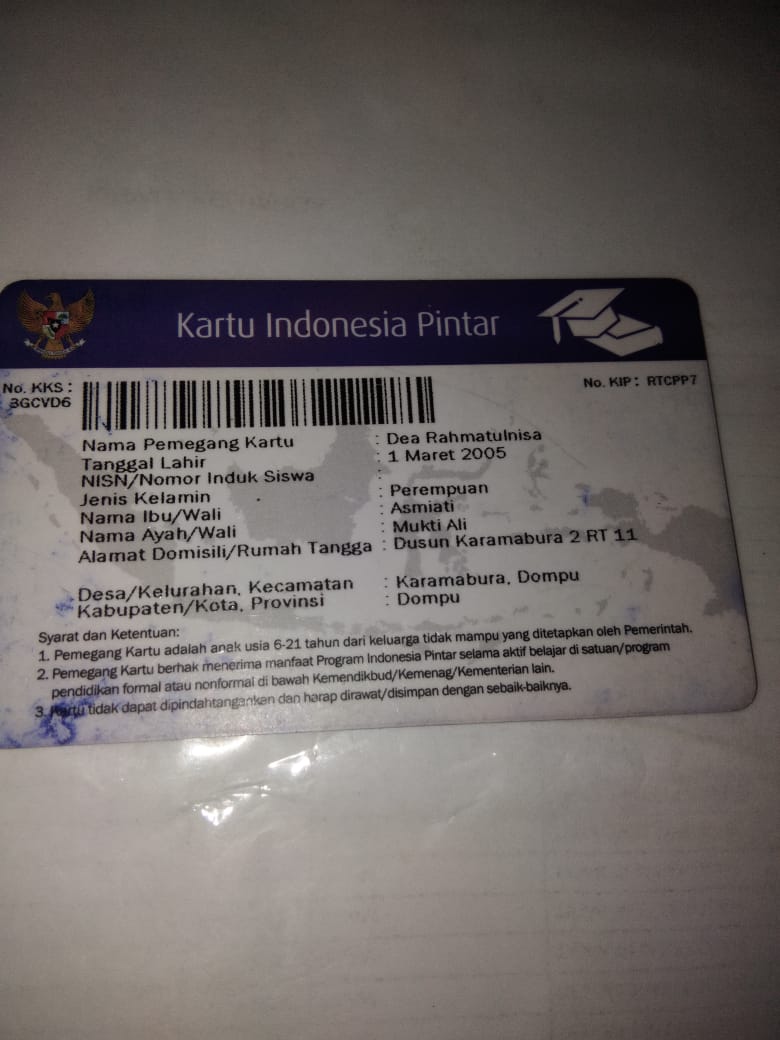 Kartu Indonesia Pintar
No. KKS :
3GCVD6
No. KIP : RTCPP7
Nama Pemegang Kartu : Dea Rahmatulnisa
Tanggal Lahir : 1 Maret 2005
NISN/Nomor Induk Siswa :
Jenis Kelamin : Perempuan
Nama Ibu/Wali : Asmiati
Nama Ayah/Wali : Mukti Ali
Alamat Domisili/Rumah Tangga : Dusun Karamabura 2 RT 11
Desa/Kelurahan, Kecamatan : Karamabura, Dompu
Kabupaten/Kota, Provinsi : Dompu
Syarat dan Ketentuan:
1. Pemegang Kartu adalah anak usia 6-21 tahun dari keluarga tidak mampu yang ditetapkan oleh Pemerintah.
2. Pemegang Kartu berhak menerima manfaat Program Indonesia Pintar selama aktif belajar di satuan/program
pendidikan formal atau nonformal di bawah Kemendikbud/Kemenag/Kementerian lain.
3. Kartu tidak dapat dipindahtangankan dan harap dirawat/disimpan dengan sebaik-baiknya.